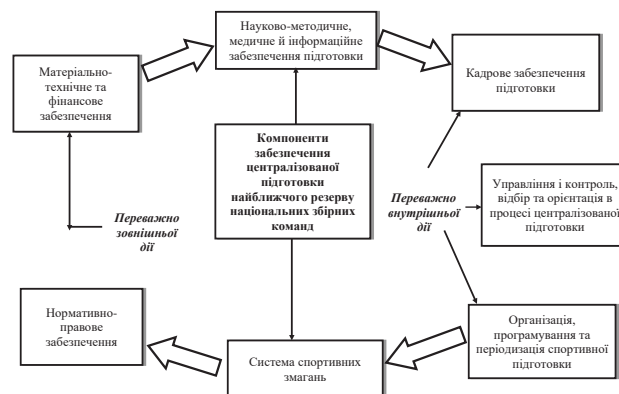 Науково-методичне,
медичне й інформаційне
забезпечення підготовки
Матеріально-
технічне та
фінансове
забезпечення
Кадрове забезпечення
підготовки
Компоненти
забезпечення
централізованої
підготовки
найближчого резерву
національних збірних
команд
Переважно
зовнішньої
дії
Переважно
внутрішньої
дії
Управління і контроль,
відбір та орієнтація в
процесі централізованої
підготовки
Нормативно-
правове
забезпечення
Система спортивних
змагань
Організація,
програмування та
періодизація спортивної
підготовки